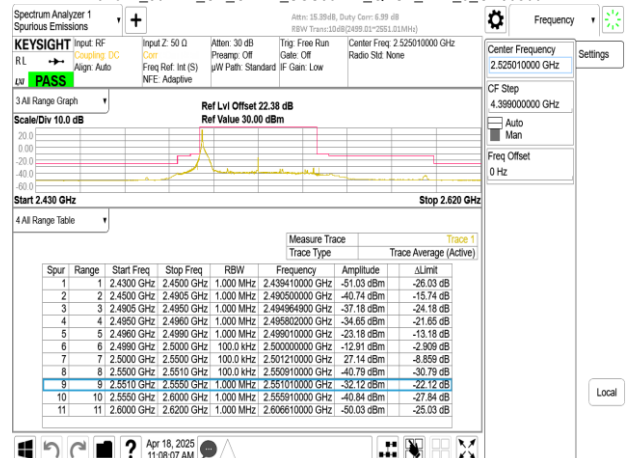 Spectrum Analyzer 1
Spurious Emissions
Attn: 15.39dB, Duty Corr: 6.99 dB
RBW Trans:10dB(2499.01~2551.01MHz)
Frequency
KEYSIGHT Input: RF Input Z: 50 Ω Atten: 30 dB Trig: Free Run Center Freq: 2.525010000 GHz
RL Coupling: DC Corr Preamp: Off Gate: Off Radio Std: None
Align: Auto Freq Ref: Int (S) µW Path: Standard IF Gain: Low
NFE: Adaptive
PASS
Center Frequency
2.525010000 GHz
Settings
CF Step
4.399000000 GHz
Auto
Man
Freq Offset
0 Hz
Local
3 All Range Graph
Scale/Div 10.0 dB
Ref Lvl Offset 22.38 dB
Ref Value 30.00 dBm
20.0
0.00
-20.0
-40.0
-60.0
Start 2.430 GHz Stop 2.620 GHz
4 All Range Table
Measure Trace Trace 1
Trace Type Trace Average (Active)
Spur Range Start Freq Stop Freq RBW Frequency Amplitude ΔLimit
1 1 2.4300 GHz 2.4500 GHz 1.000 MHz 2.439410000 GHz -51.03 dBm -26.03 dB
2 2 2.4500 GHz 2.4905 GHz 1.000 MHz 2.490500000 GHz -40.74 dBm -15.74 dB
3 3 2.4905 GHz 2.4950 GHz 1.000 MHz 2.494964900 GHz -37.18 dBm -24.18 dB
4 4 2.4950 GHz 2.4960 GHz 1.000 MHz 2.495802000 GHz -34.65 dBm -21.65 dB
5 5 2.4960 GHz 2.4990 GHz 1.000 MHz 2.499010000 GHz -23.18 dBm -13.18 dB
6 6 2.4990 GHz 2.5000 GHz 100.0 kHz 2.500000000 GHz -12.91 dBm -2.909 dB
7 7 2.5000 GHz 2.5500 GHz 100.0 kHz 2.501210000 GHz 27.14 dBm -8.859 dB
8 8 2.5500 GHz 2.5510 GHz 100.0 kHz 2.550910000 GHz -40.79 dBm -30.79 dB
9 9 2.5510 GHz 2.5550 GHz 1.000 MHz 2.551010000 GHz -32.12 dBm -22.12 dB
10 10 2.5550 GHz 2.6000 GHz 1.000 MHz 2.555910000 GHz -40.84 dBm -27.84 dB
11 11 2.6000 GHz 2.6200 GHz 1.000 MHz 2.606610000 GHz -50.03 dBm -25.03 dB
Apr 18, 2025
11:08:07 AM